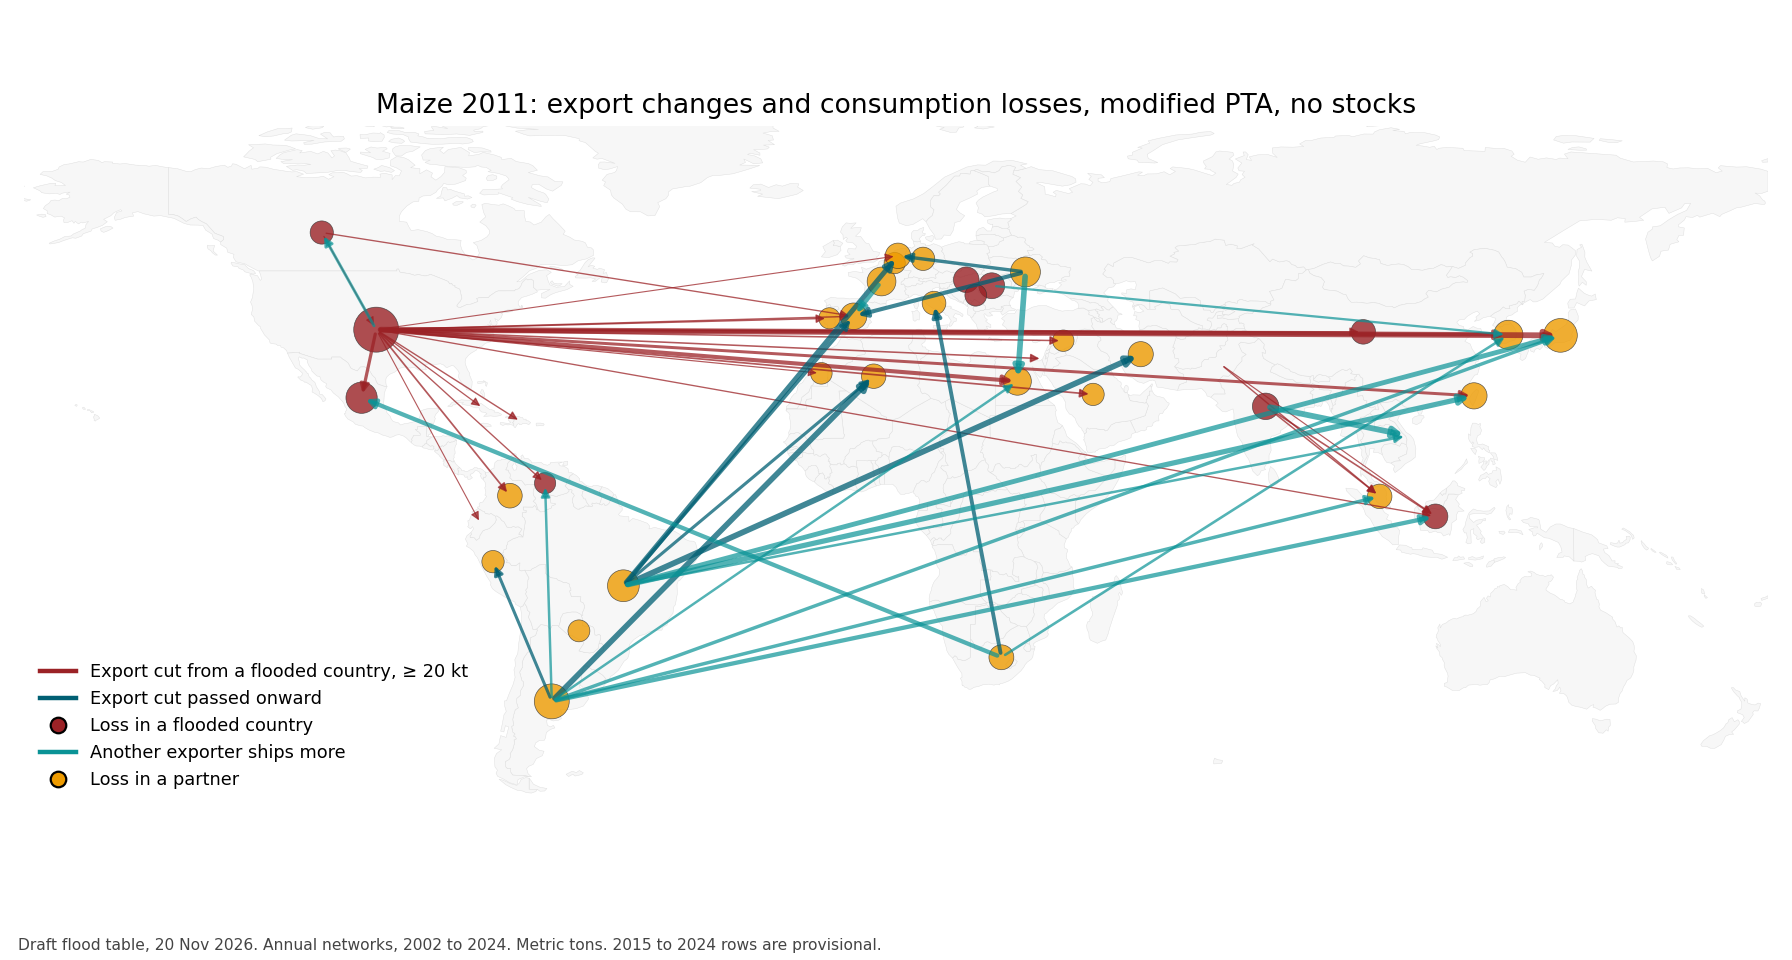 Maize 2011: export changes and consumption losses, modified PTA, no stocks
Export cut from a flooded country, ≥ 20 kt
Export cut passed onward
Loss in a flooded country
Another exporter ships more
Loss in a partner
Draft flood table, 20 Nov 2026. Annual networks, 2002 to 2024. Metric tons. 2015 to 2024 rows are provisional.